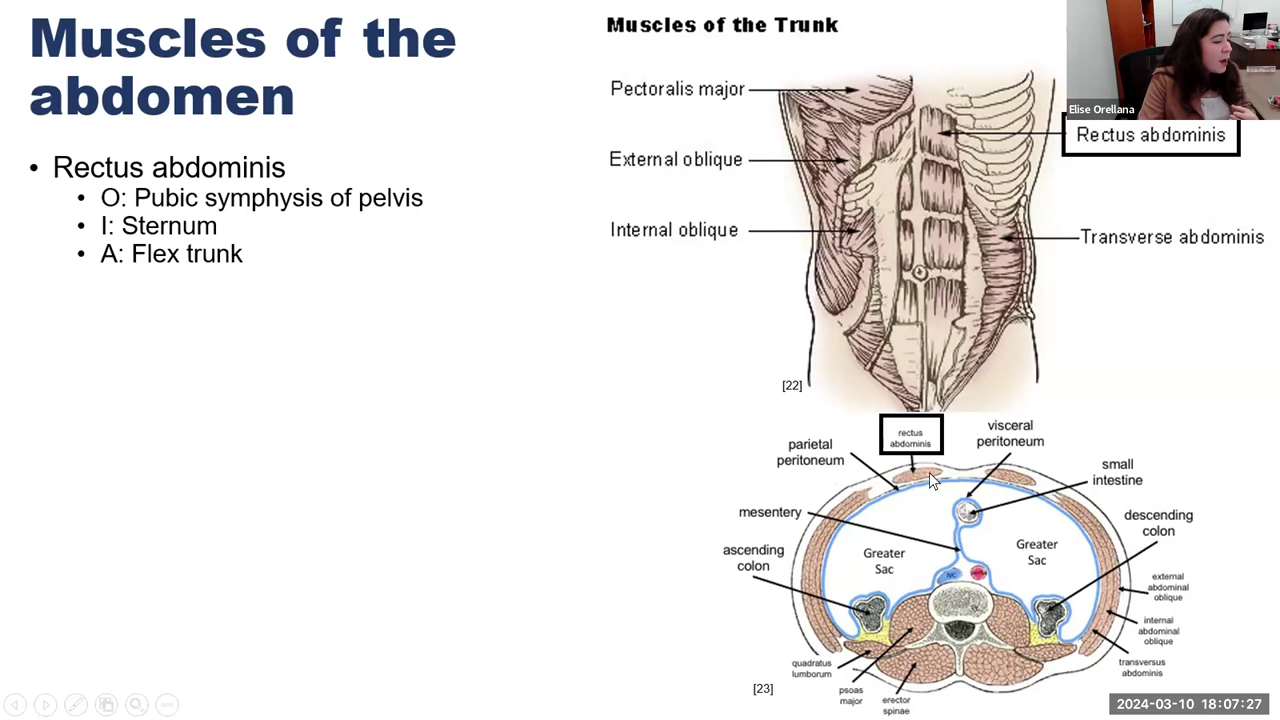 Muscles of the
abdomen
• Rectus abdominis
• O: Pubic symphysis of pelvis
• I: Sternum
• A: Flex trunk
Muscles of the Trunk
Pectoralis major
External oblique
Internal oblique
Elise Orellana
Rectus abdominis
Transverse abdominis
[22]
rectus
abdominis
visceral
peritoneum
parietal
peritoneum
small
intestine
mesentery
descending
colon
ascending
colon
Greater
Sac
Greater
Sac
IVC
external
abdominal
oblique
internal
abdominal
oblique
transversus
abdominis
quadratus
lumborum
psoas
major
erector
spinae
[23]
2024-03-10 18:07:27